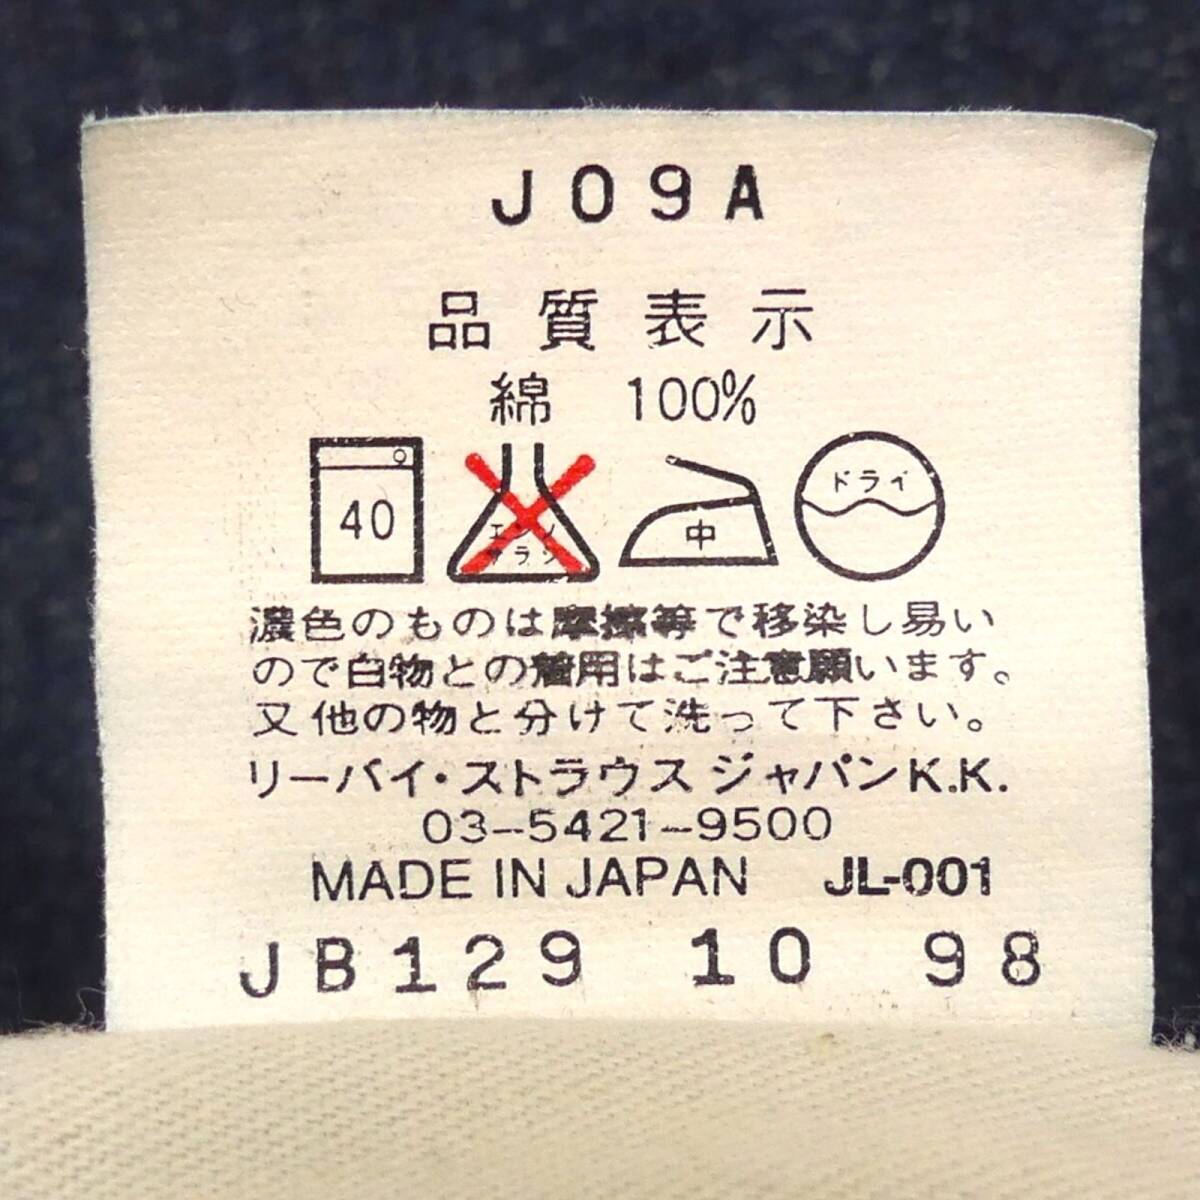 J09A
品質表示
綿 100%
40 エンソ サラシ 中 ドライ
濃色のものは摩擦等で移染し易い
ので白物との着用はご注意願います。
又他の物と分けて洗って下さい。
リーバイ・ストラウス ジャパンK.K.
03-5421-9500
MADE IN JAPAN JL-001
JB129 10 98